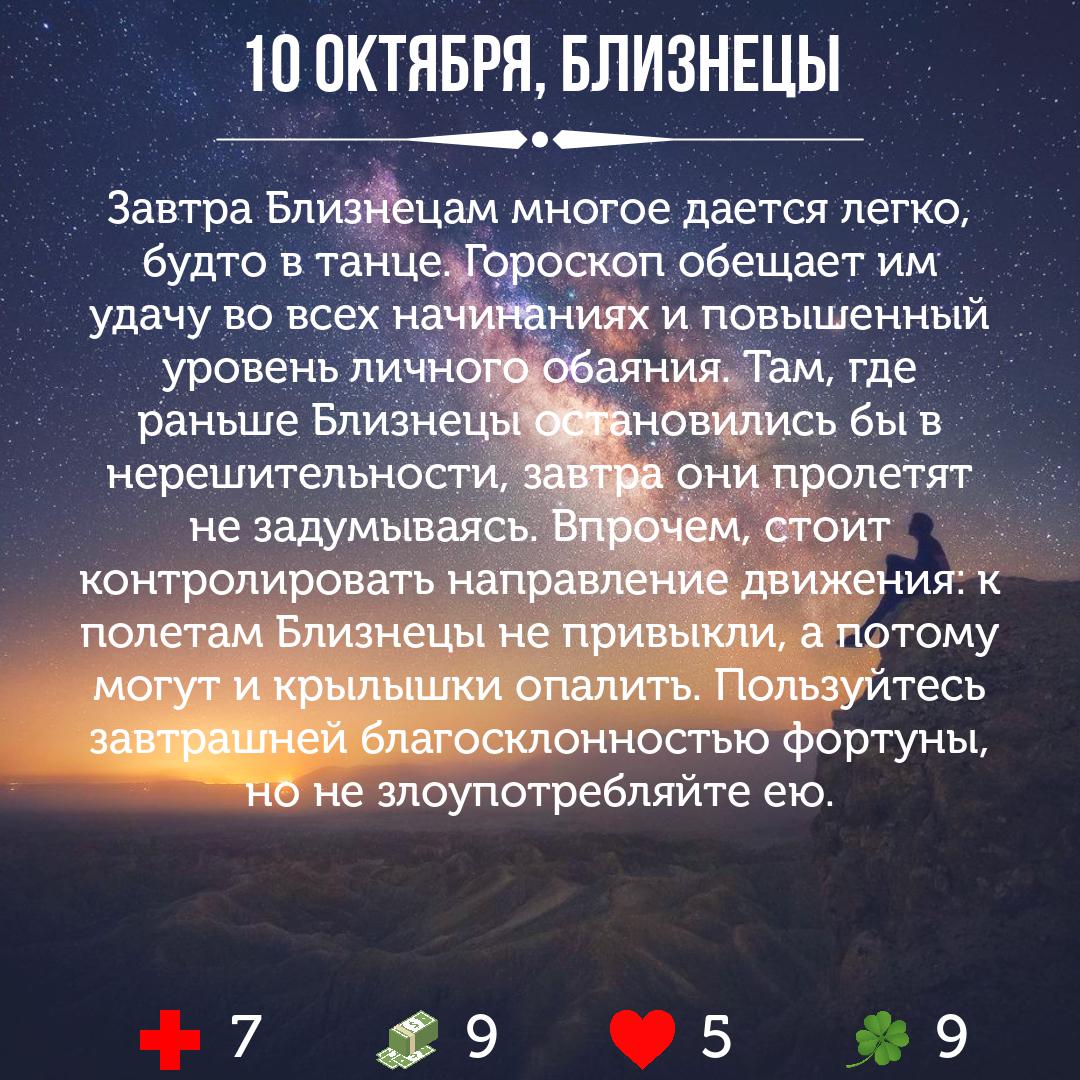 10 ОКТЯБРЯ, БЛИЗНЕЦЫ
Завтра Близнецам многое дается легко,
будто в танце. Гороскоп обещает им
удачу во всех начинаниях и повышенный
уровень личного обаяния. Там, где
раньше Близнецы остановились бы в
нерешительности, завтра они пролетят
не задумываясь. Впрочем, стоит
контролировать направление движения: к
полетам Близнецы не привыкли, а потому
могут и крылышки опалить. Пользуйтесь
завтрашней благосклонностью фортуны,
но не злоупотребляйте ею.
7 9 5 9